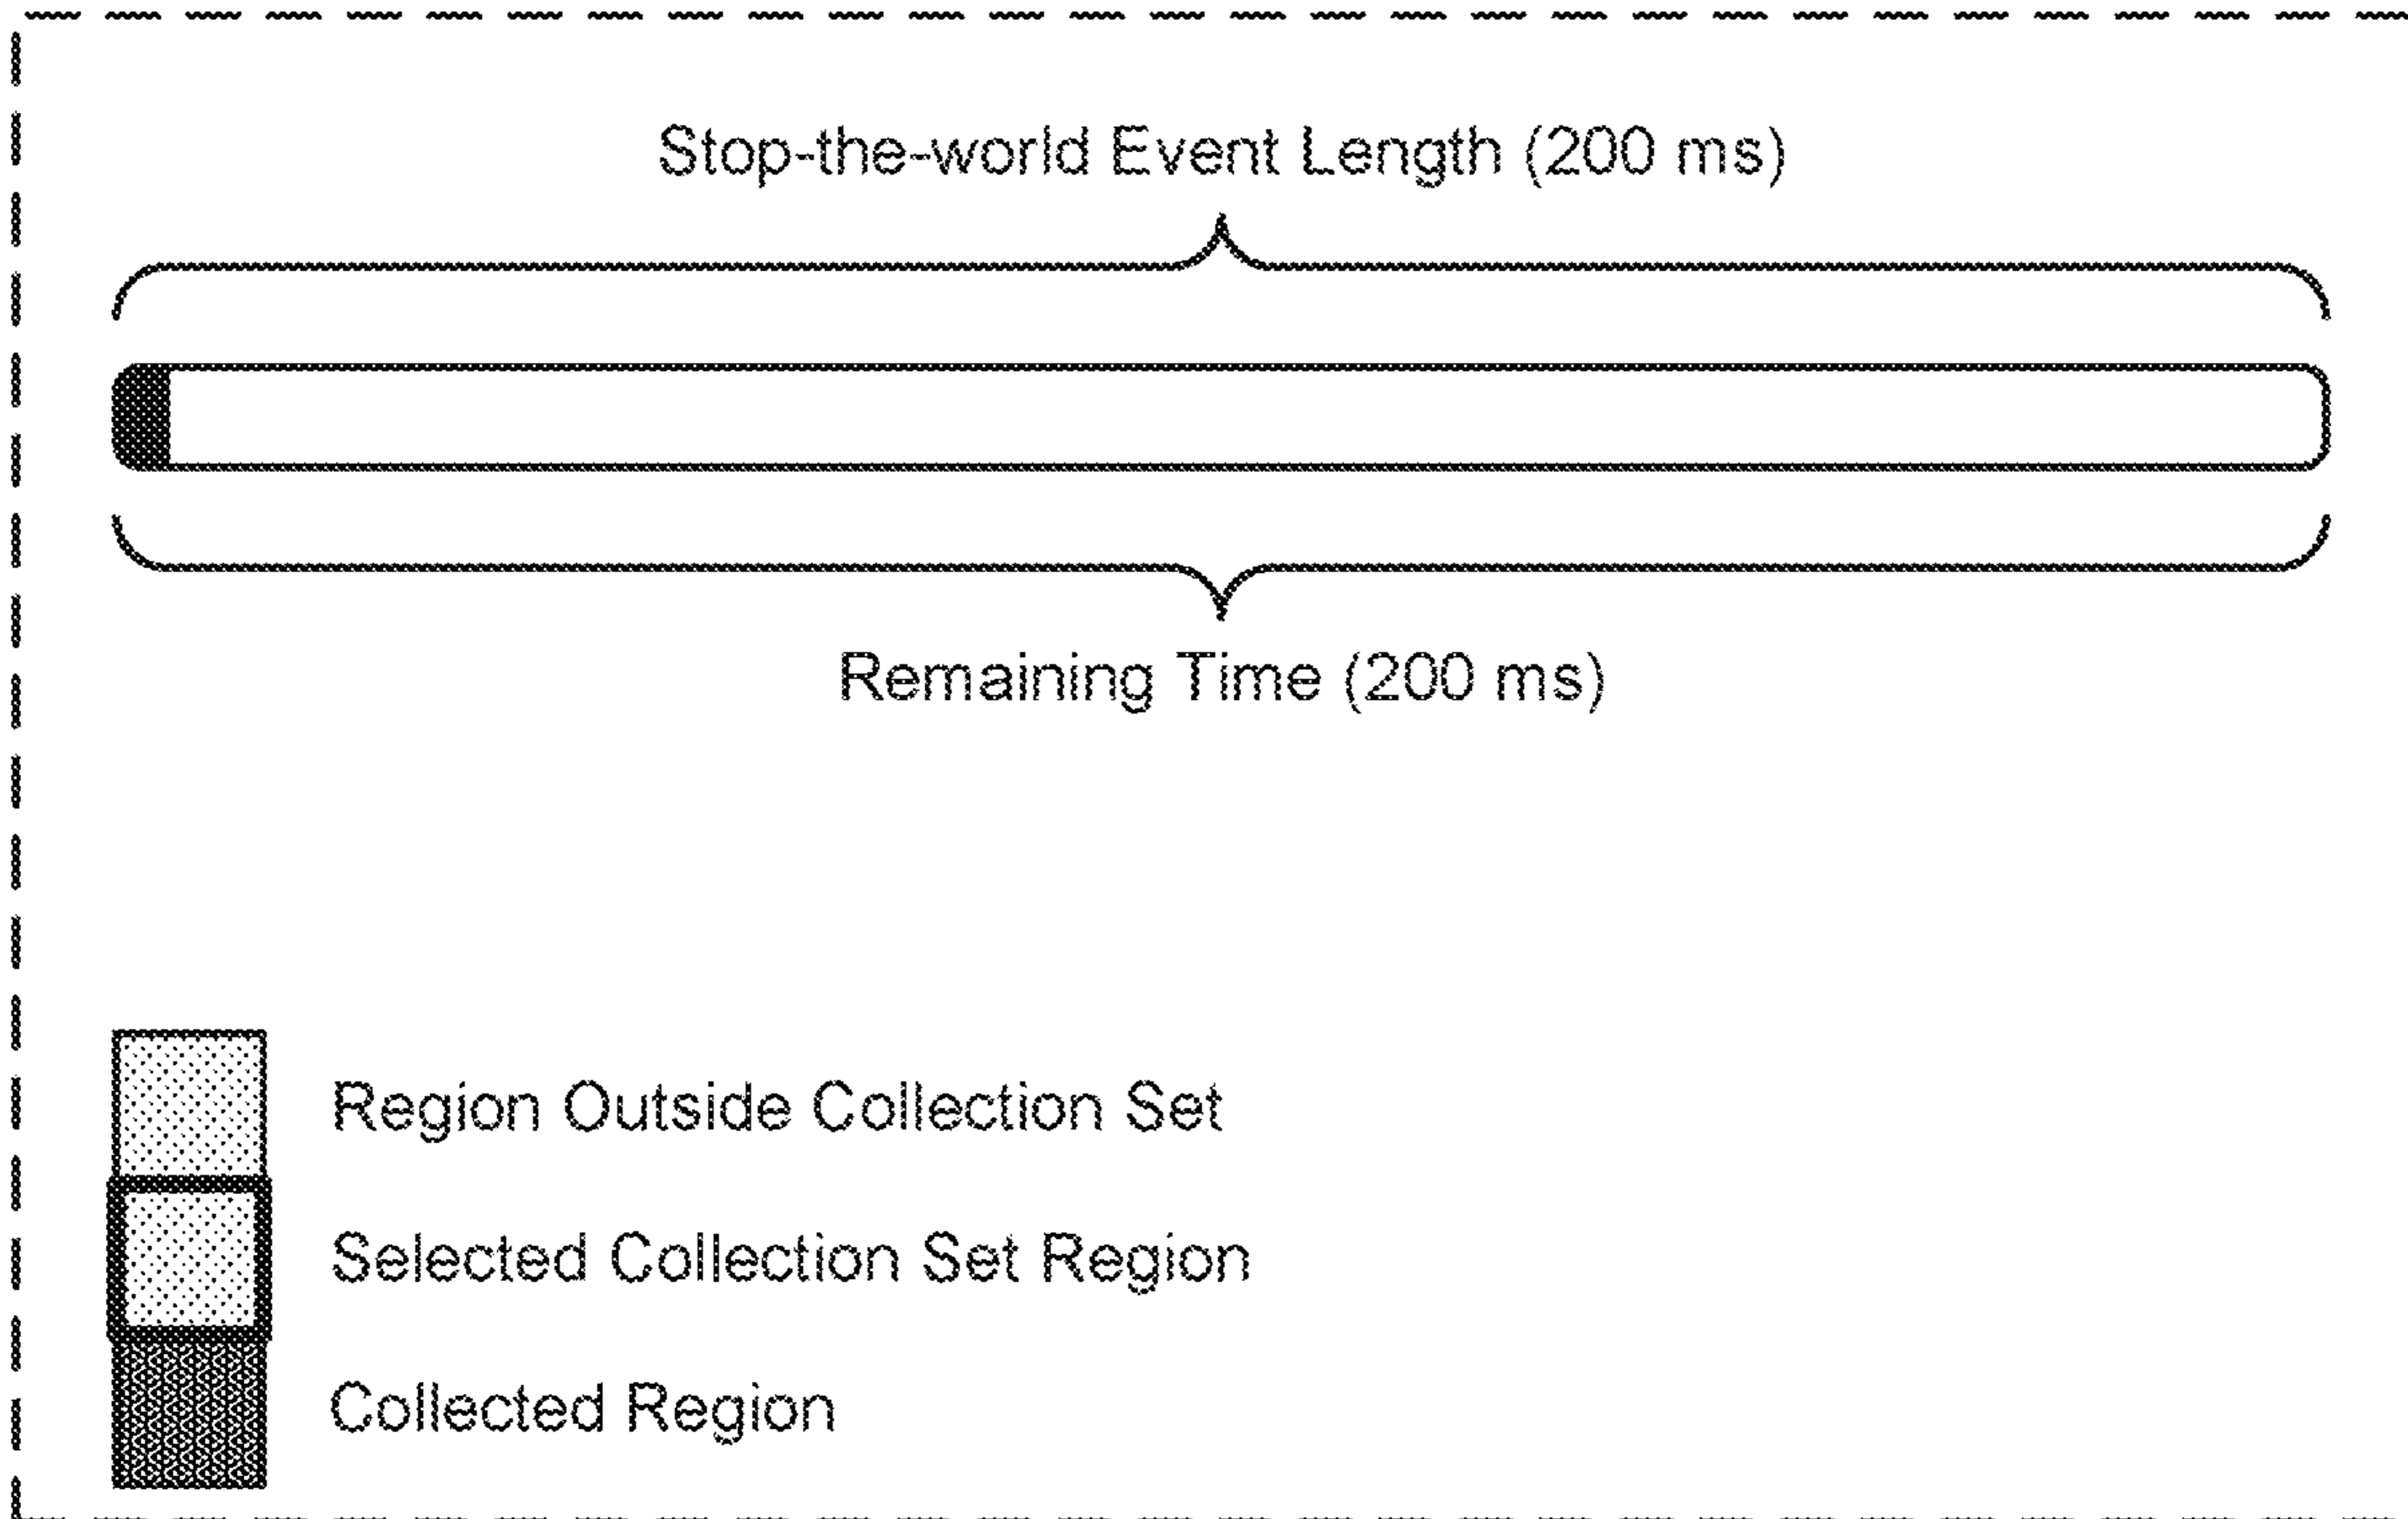 Stop-the-world Event Length (200 ms)
Remaining Time (200 ms)
Region Outside Collection Set
Selected Collection Set Region
Collected Region